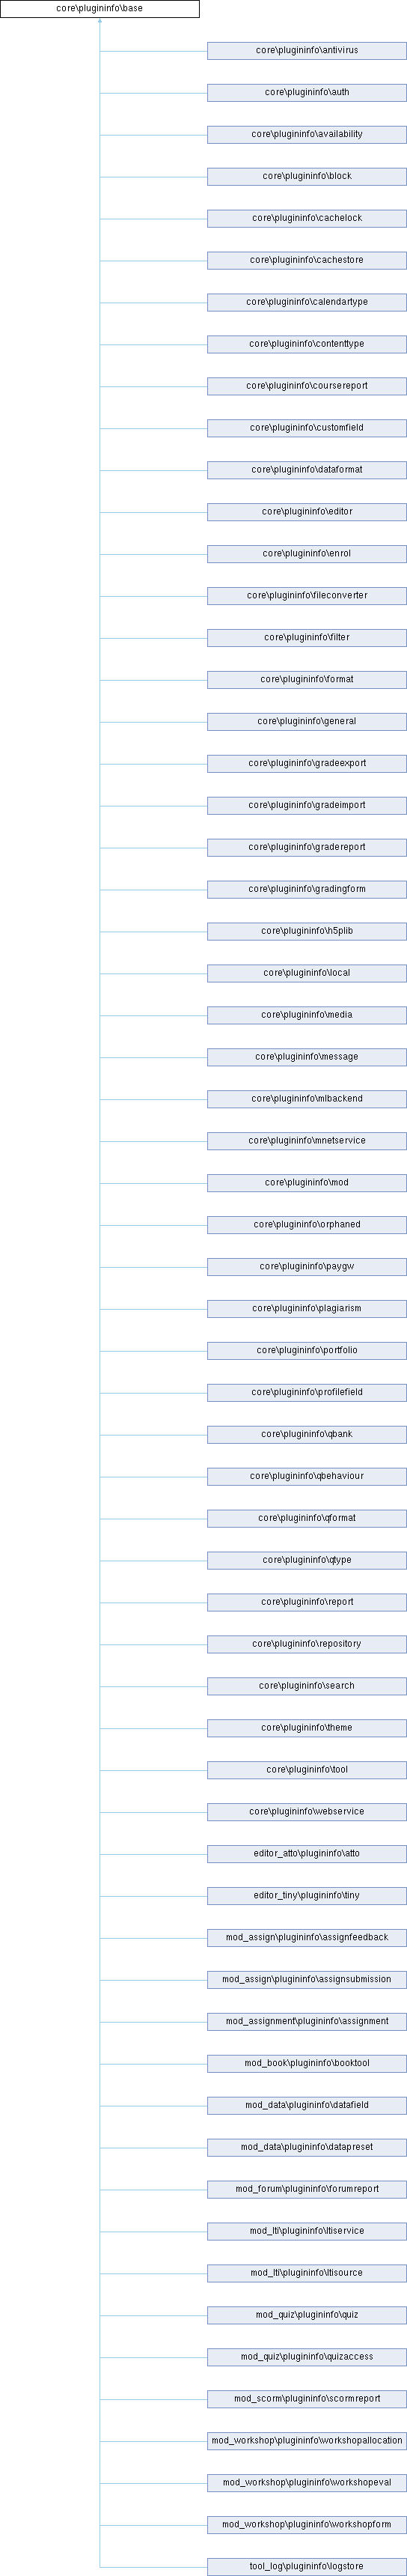 core\plugininfo\base
core\plugininfo\antivirus
core\plugininfo\auth
core\plugininfo\availability
core\plugininfo\block
core\plugininfo\cachelock
core\plugininfo\cachestore
core\plugininfo\calendartype
core\plugininfo\contenttype
core\plugininfo\coursereport
core\plugininfo\customfield
core\plugininfo\dataformat
core\plugininfo\editor
core\plugininfo\enrol
core\plugininfo\fileconverter
core\plugininfo\filter
core\plugininfo\format
core\plugininfo\general
core\plugininfo\gradeexport
core\plugininfo\gradeimport
core\plugininfo\gradereport
core\plugininfo\gradingform
core\plugininfo\h5plib
core\plugininfo\local
core\plugininfo\media
core\plugininfo\message
core\plugininfo\mlbackend
core\plugininfo\mnetservice
core\plugininfo\mod
core\plugininfo\orphaned
core\plugininfo\paygw
core\plugininfo\plagiarism
core\plugininfo\portfolio
core\plugininfo\profilefield
core\plugininfo\qbank
core\plugininfo\qbehaviour
core\plugininfo\qformat
core\plugininfo\qtype
core\plugininfo\report
core\plugininfo\repository
core\plugininfo\search
core\plugininfo\theme
core\plugininfo\tool
core\plugininfo\webservice
editor_atto\plugininfo\atto
editor_tiny\plugininfo\tiny
mod_assign\plugininfo\assignfeedback
mod_assign\plugininfo\assignsubmission
mod_assignment\plugininfo\assignment
mod_book\plugininfo\booktool
mod_data\plugininfo\datafield
mod_data\plugininfo\datapreset
mod_forum\plugininfo\forumreport
mod_lti\plugininfo\ltiservice
mod_lti\plugininfo\ltisource
mod_quiz\plugininfo\quiz
mod_quiz\plugininfo\quizaccess
mod_scorm\plugininfo\scormreport
mod_workshop\plugininfo\workshopallocation
mod_workshop\plugininfo\workshopeval
mod_workshop\plugininfo\workshopform
tool_log\plugininfo\logstore